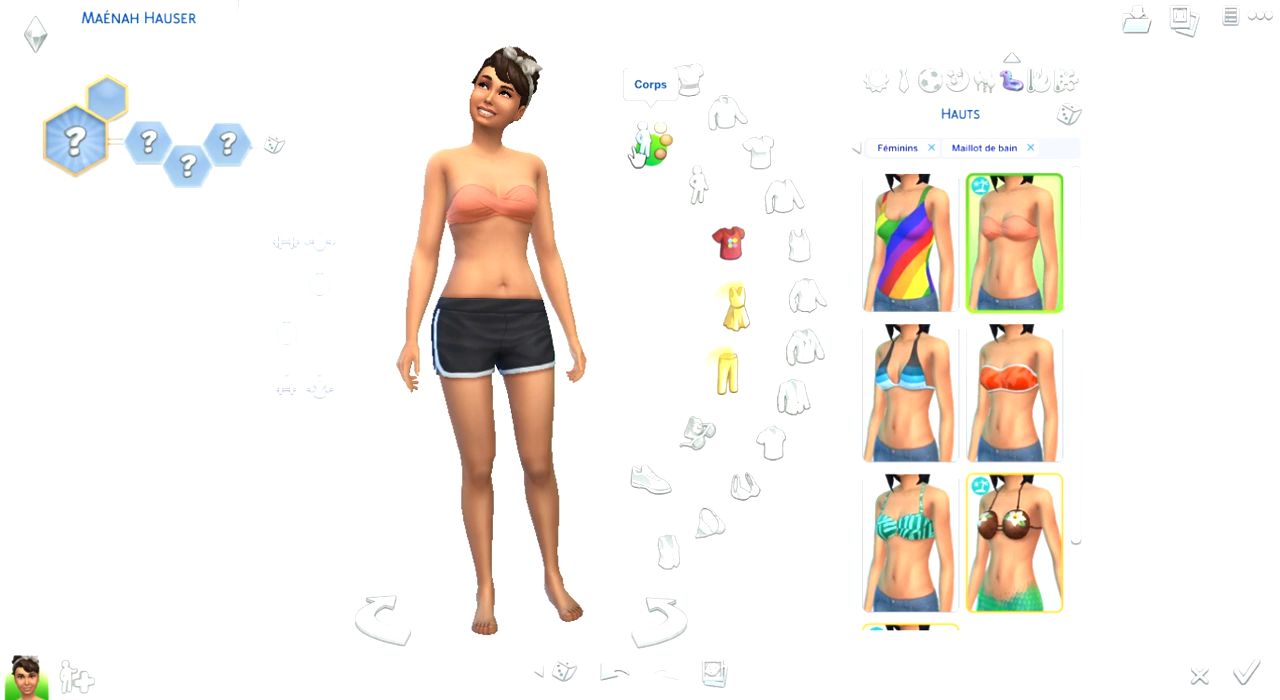 MAÉNAH HAUSER
Corps
HAUTS
Féminins ×
Maillot de bain ×
? ? ? ?